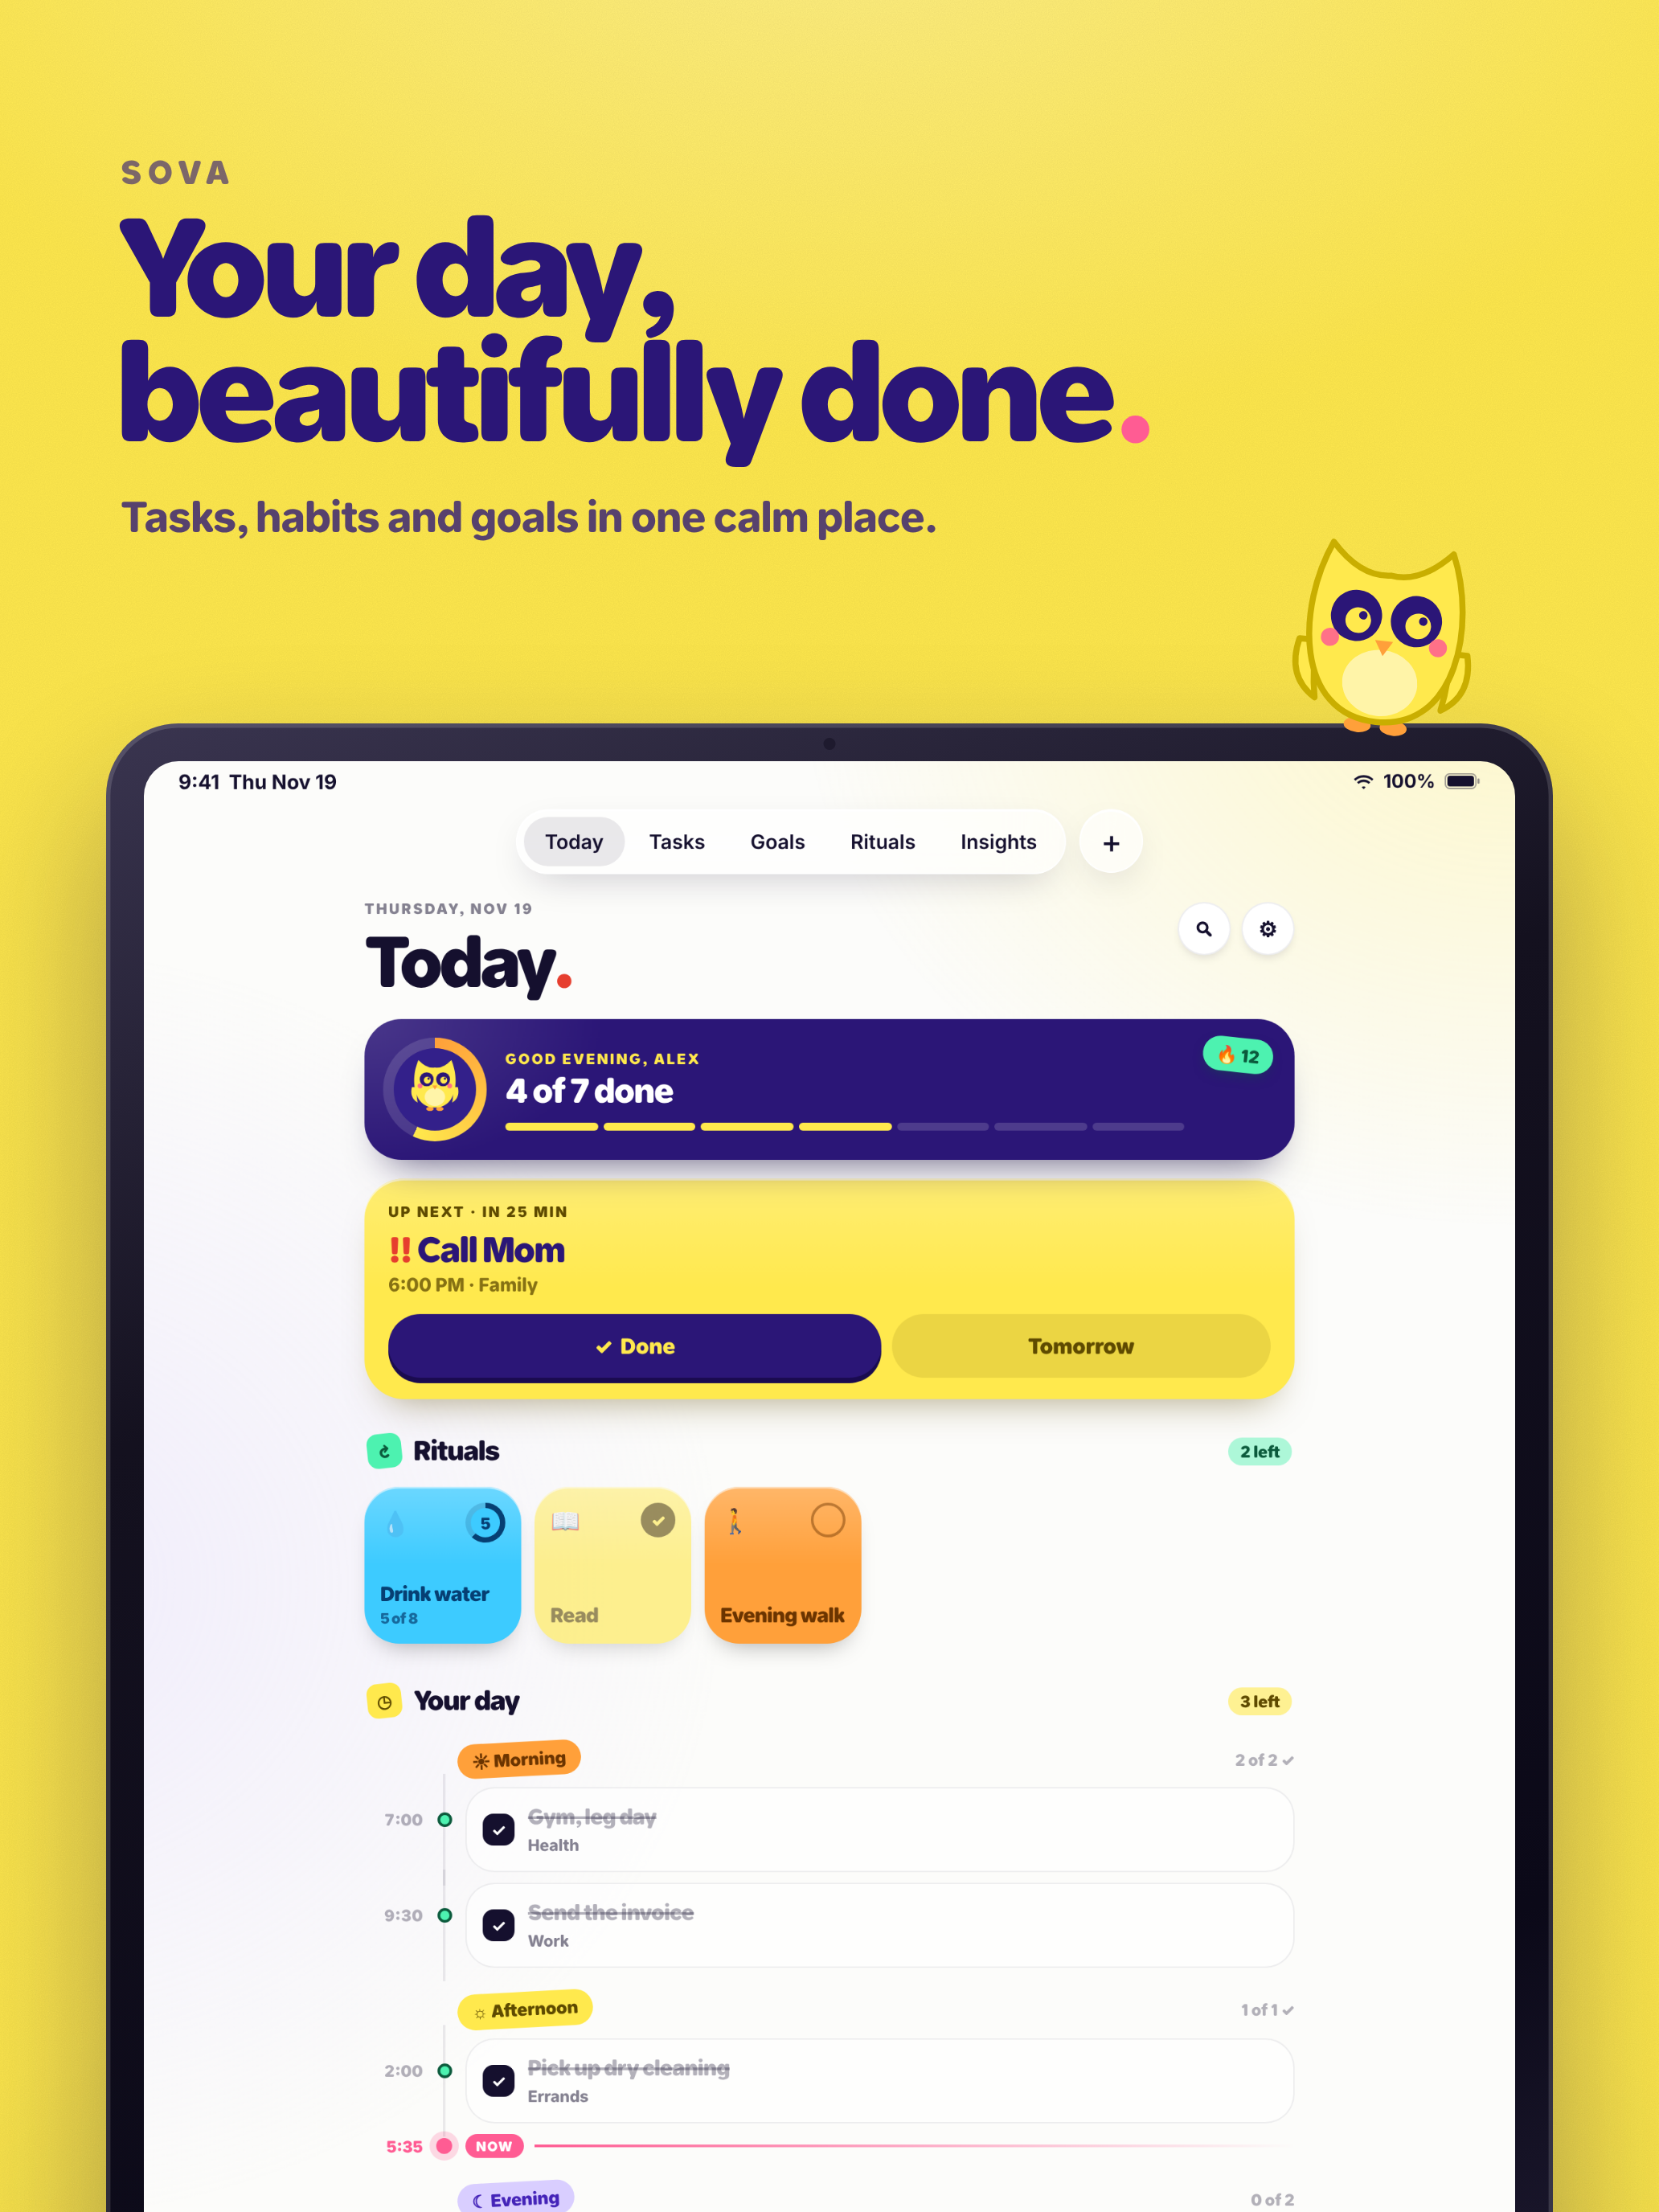 SOVA
Your day,
beautifully done.
Tasks, habits and goals in one calm place.
9:41 Thu Nov 19
100%
Today Tasks Goals Rituals Insights +
THURSDAY, NOV 19
Today.
GOOD EVENING, ALEX
4 of 7 done
🔥 12
UP NEXT · IN 25 MIN
!! Call Mom
6:00 PM · Family
✓ Done
Tomorrow
Rituals
2 left
5
Drink water
5 of 8
Read
Evening walk
Your day
3 left
Morning
2 of 2 ✓
7:00
Gym, leg day
Health
9:30
Send the invoice
Work
Afternoon
1 of 1 ✓
2:00
Pick up dry cleaning
Errands
5:35 NOW
Evening
0 of 2